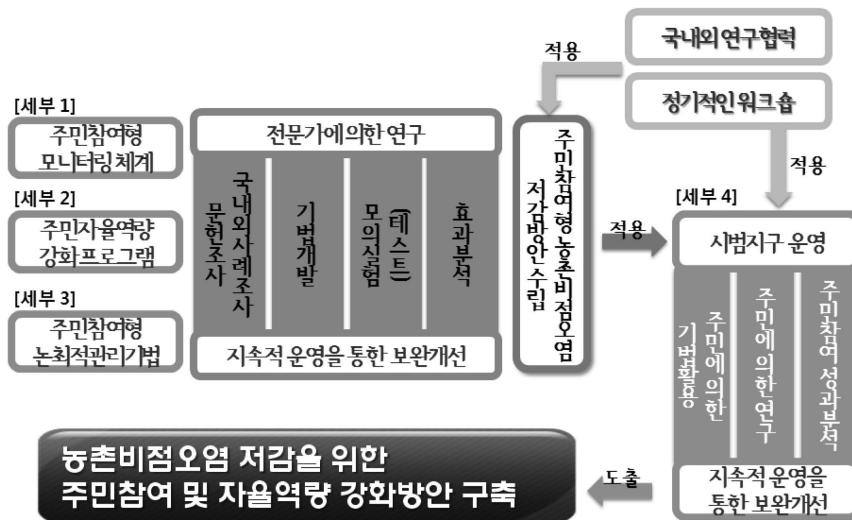 국내외 연구협력
적용
정기적인 워크숍
적용
[세부 1]
주민참여형
모니터링 체계
[세부 2]
주민자율역량
강화 프로그램
[세부 3]
주민참여형
논최적관리기법
전문가에 의한 연구
국내외사례조사
문헌조사
기법개발
(테스트)
모의실험
효과분석
지속적 운영을 통한 보완개선
주민참여형 농촌비점오염
저감방안 수립
적용
[세부 4]
시범지구 운영
주민에 의한
기법활용
주민에 의한 연구
주민참여 성과분석
지속적 운영을
통한 보완개선
도출
농촌비점오염 저감을 위한
주민참여 및 자율역량 강화방안 구축